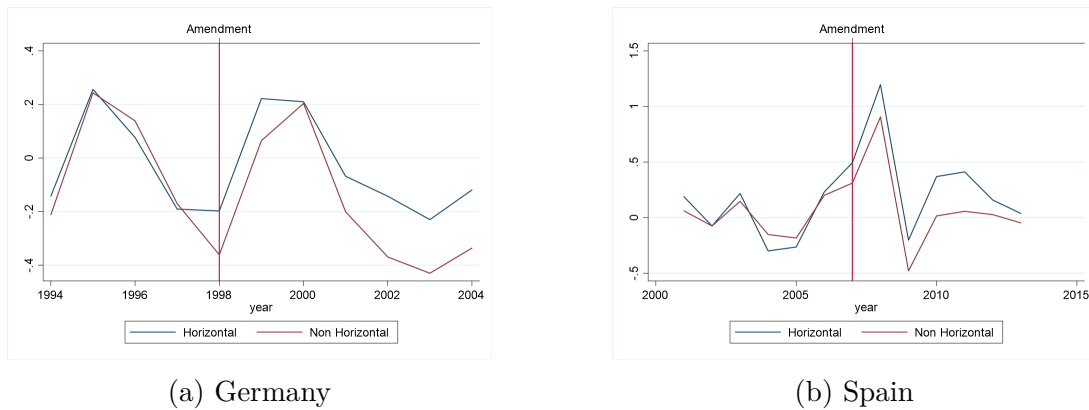 Amendment
.4
.2
0
-.2
-.4
1994 1996 1998 2000 2002 2004
year
Horizontal Non Horizontal
(a) Germany
Amendment
1.5
1
0.5
0
-.5
2000 2005 2010 2015
year
Horizontal Non Horizontal
(b) Spain